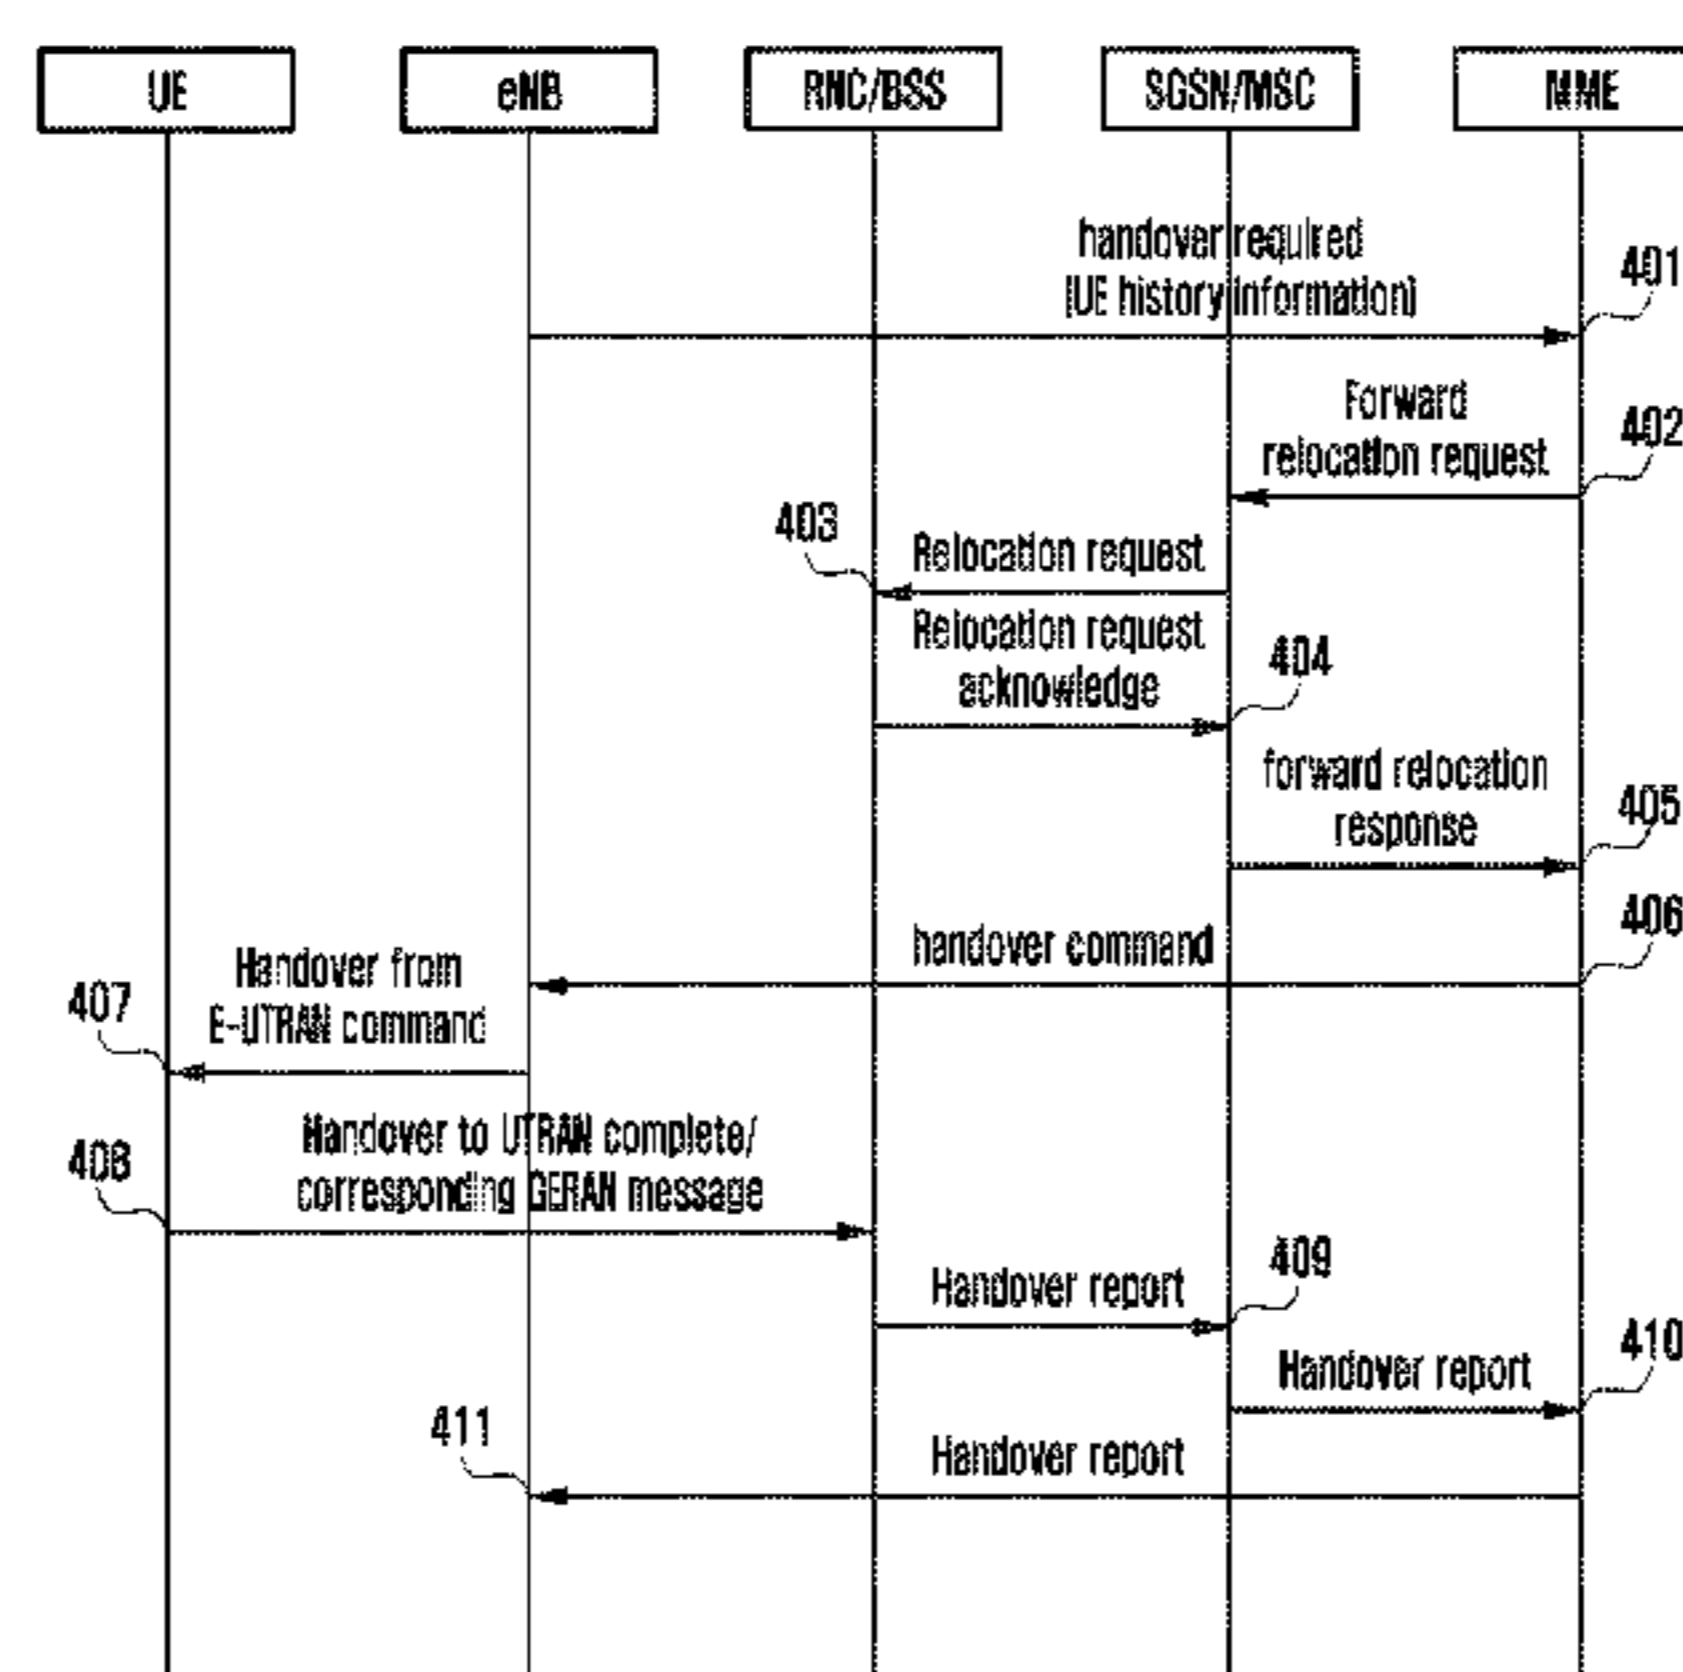 UE
eNB
RNC/BSS
SGSN/MSC
MME
handover required
(UE history information)
401
Forward
relocation request
402
403
Relocation request
Relocation request
acknowledge
404
forward relocation
response
405
406
handover command
Handover from
E-UTRAN command
407
Handover to UTRAN complete/
corresponding GERAN message
408
Handover report
409
Handover report
410
411
Handover report